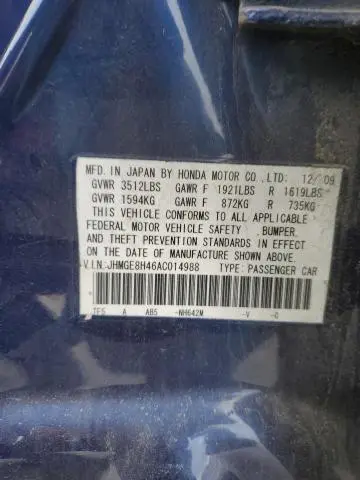 MFD. IN JAPAN BY HONDA MOTOR CO., LTD. 12/09
GVWR 3512LBS GAWR F 1921LBS R 1619LBS
GVWR 1594KG GAWR F 872KG R 735KG
THIS VEHICLE CONFORMS TO ALL APPLICABLE
FEDERAL MOTOR VEHICLE SAFETY ,BUMPER,
AND THEFT PREVENTION STANDARDS IN EFFECT
ON THE DATE OF MANUFACTURE SHOWN ABOVE.
V.I.N.:JHMGE8H46AC014988 TYPE:PASSENGER CAR
TF5 A AB5 -NH642M -V -0